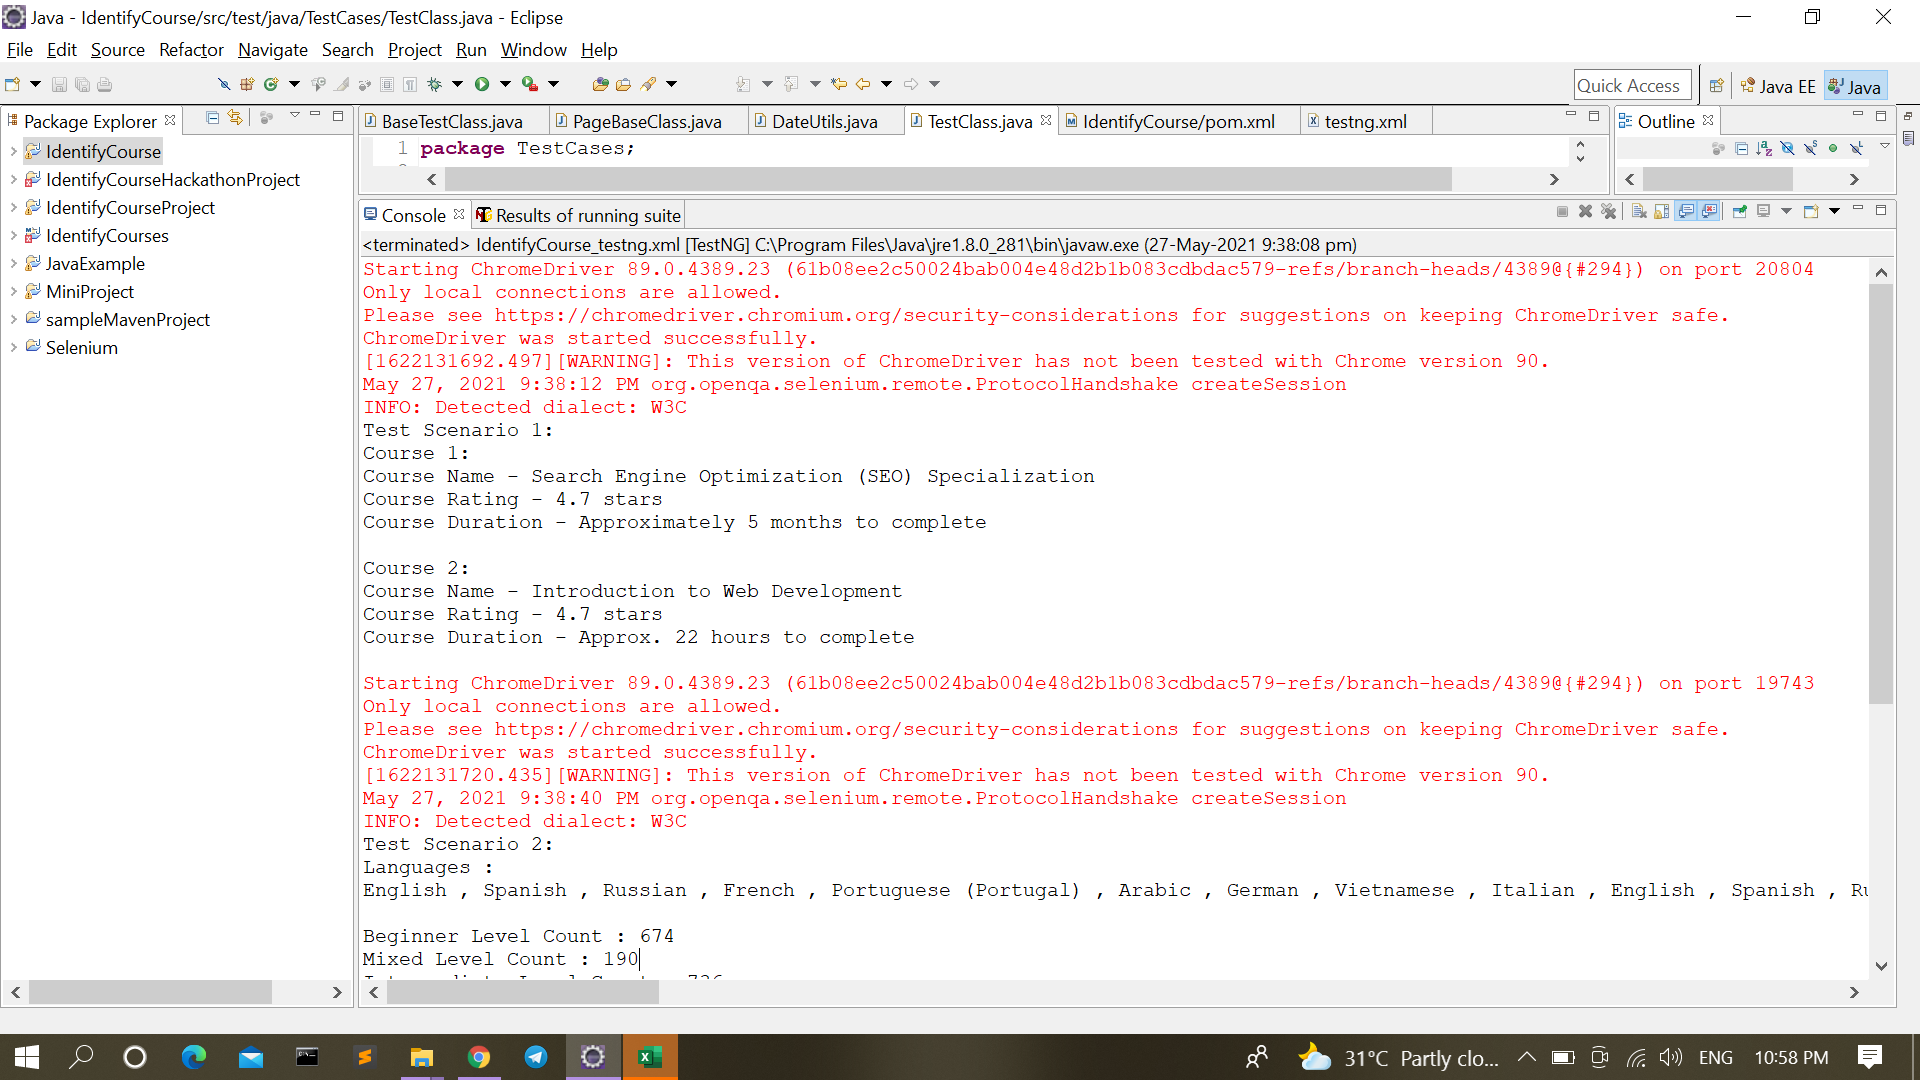 Java - IdentifyCourse/src/test/java/TestCases/TestClass.java - Eclipse
File Edit Source Refactor Navigate Search Project Run Window Help
Quick Access
Java EE
Java
Package Explorer
IdentifyCourse
IdentifyCourseHackathonProject
IdentifyCourseProject
IdentifyCourses
JavaExample
MiniProject
sampleMavenProject
Selenium
BaseTestClass.java PageBaseClass.java DateUtils.java TestClass.java IdentifyCourse/pom.xml testng.xml
1 package TestCases;
Outline
Console Results of running suite
<terminated> IdentifyCourse_testng.xml [TestNG] C:\Program Files\Java\jre1.8.0_281\bin\javaw.exe (27-May-2021 9:38:08 pm)
Starting ChromeDriver 89.0.4389.23 (61b08ee2c50024bab004e48d2b1b083cdbdac579-refs/branch-heads/4389@{#294}) on port 20804
Only local connections are allowed.
Please see https://chromedriver.chromium.org/security-considerations for suggestions on keeping ChromeDriver safe.
ChromeDriver was started successfully.
[1622131692.497][WARNING]: This version of ChromeDriver has not been tested with Chrome version 90.
May 27, 2021 9:38:12 PM org.openqa.selenium.remote.ProtocolHandshake createSession
INFO: Detected dialect: W3C
Test Scenario 1:
Course 1:
Course Name - Search Engine Optimization (SEO) Specialization
Course Rating - 4.7 stars
Course Duration - Approximately 5 months to complete
Course 2:
Course Name - Introduction to Web Development
Course Rating - 4.7 stars
Course Duration - Approx. 22 hours to complete
Starting ChromeDriver 89.0.4389.23 (61b08ee2c50024bab004e48d2b1b083cdbdac579-refs/branch-heads/4389@{#294}) on port 19743
Only local connections are allowed.
Please see https://chromedriver.chromium.org/security-considerations for suggestions on keeping ChromeDriver safe.
ChromeDriver was started successfully.
[1622131720.435][WARNING]: This version of ChromeDriver has not been tested with Chrome version 90.
May 27, 2021 9:38:40 PM org.openqa.selenium.remote.ProtocolHandshake createSession
INFO: Detected dialect: W3C
Test Scenario 2:
Languages :
English , Spanish , Russian , French , Portuguese (Portugal) , Arabic , German , Vietnamese , Italian , English , Spanish ,
Beginner Level Count : 674
Mixed Level Count : 190
31°C Partly clo... ENG 10:58 PM